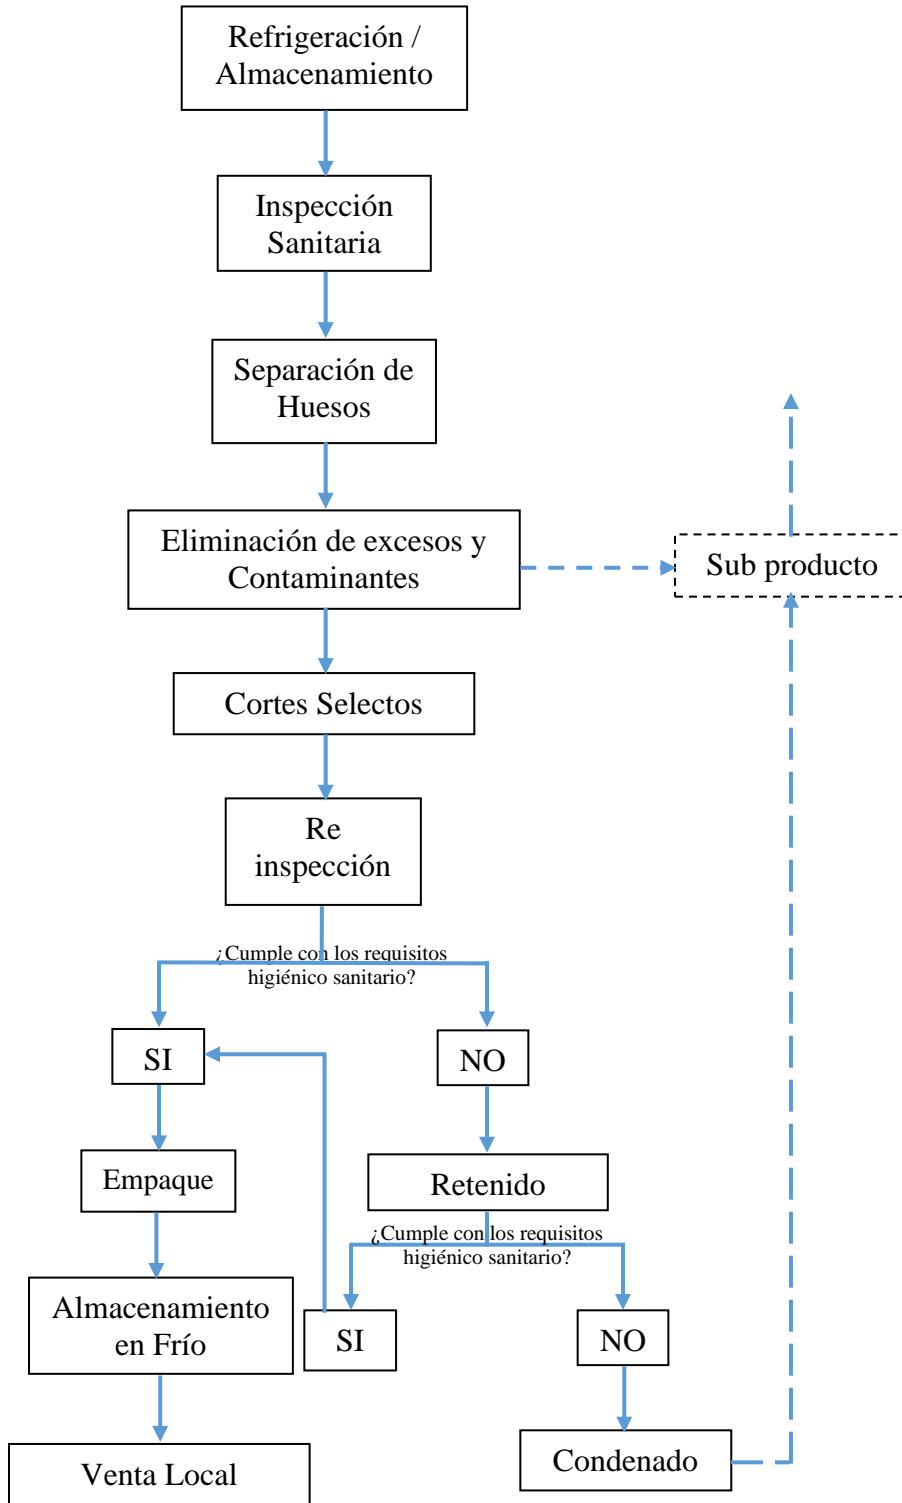 Refrigeración /
Almacenamiento
Inspección
Sanitaria
Separación de
Huesos
Eliminación de excesos y
Contaminantes
Sub producto
Cortes Selectos
Re
inspección
¿Cumple con los requisitos
higiénico sanitario?
SI
NO
Empaque
Retenido
¿Cumple con los requisitos
higiénico sanitario?
Almacenamiento
en Frío
SI
NO
Venta Local
Condenado